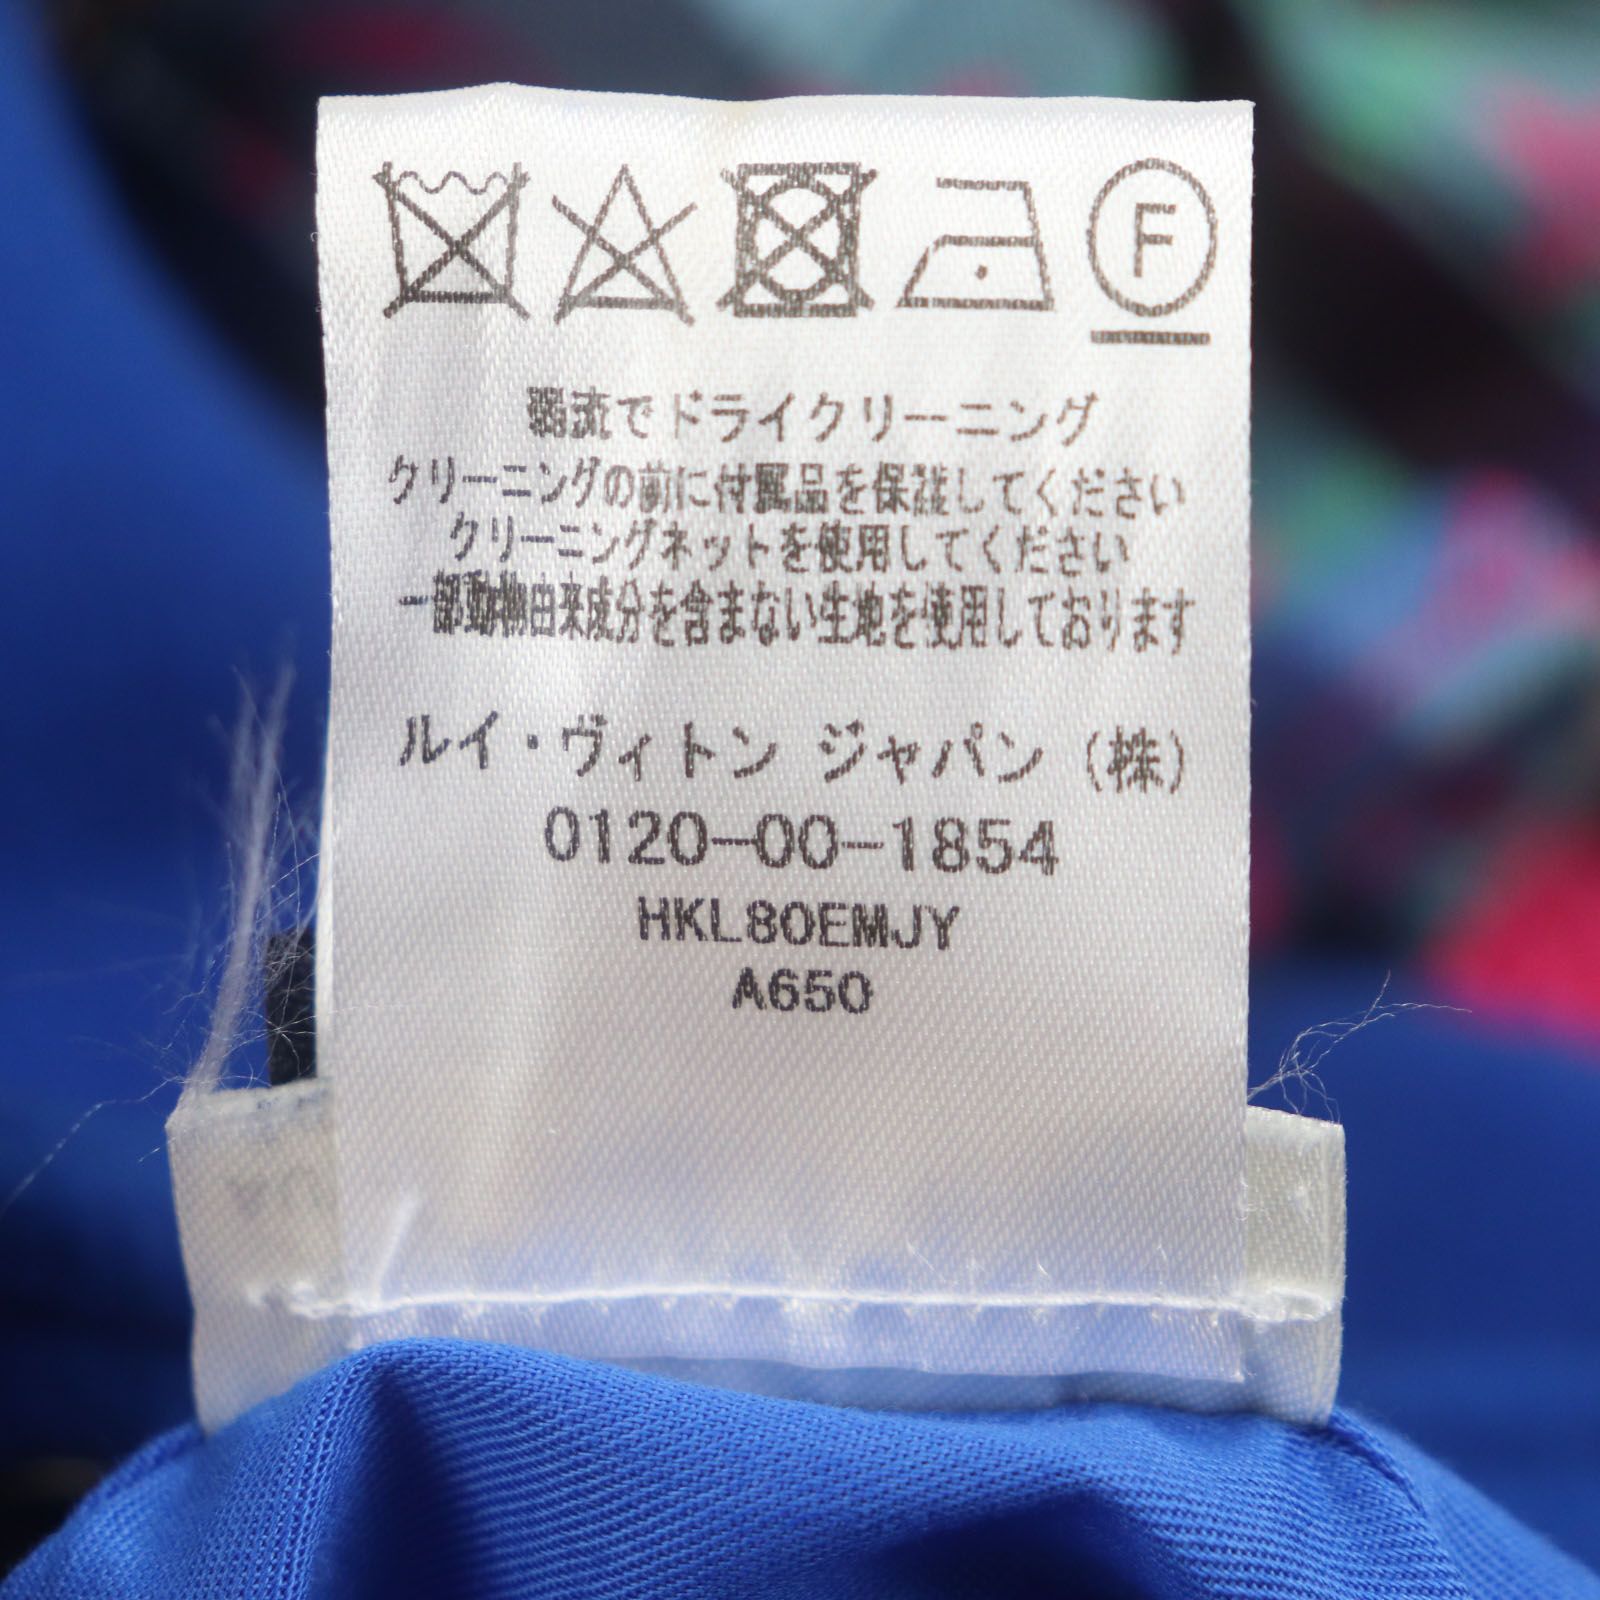 F
弱流でドライクリーニング
クリーニングの前に付属品を保護してください
クリーニングネットを使用してください
一部動物由来成分を含まない生地を使用しております
ルイ・ヴィトン ジャパン (株)
0120-00-1854
HKL80EMJY
A650